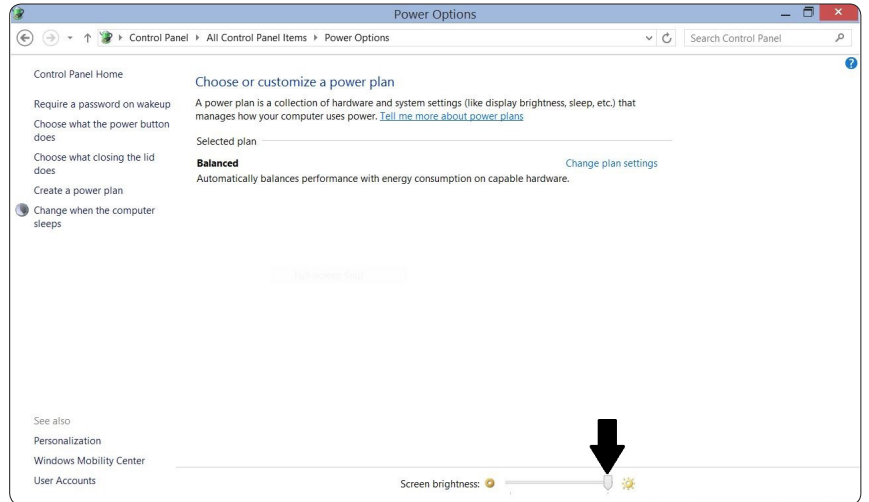 Power Options
Control Panel ▸ All Control Panel Items ▸ Power Options
Search Control Panel
Control Panel Home
Require a password on wakeup
Choose what the power button
does
Choose what closing the lid
does
Create a power plan
Change when the computer
sleeps
Choose or customize a power plan
A power plan is a collection of hardware and system settings (like display brightness, sleep, etc.) that
manages how your computer uses power. Tell me more about power plans
Selected plan
Balanced Change plan settings
Automatically balances performance with energy consumption on capable hardware.
See also
Personalization
Windows Mobility Center
User Accounts
Screen brightness: